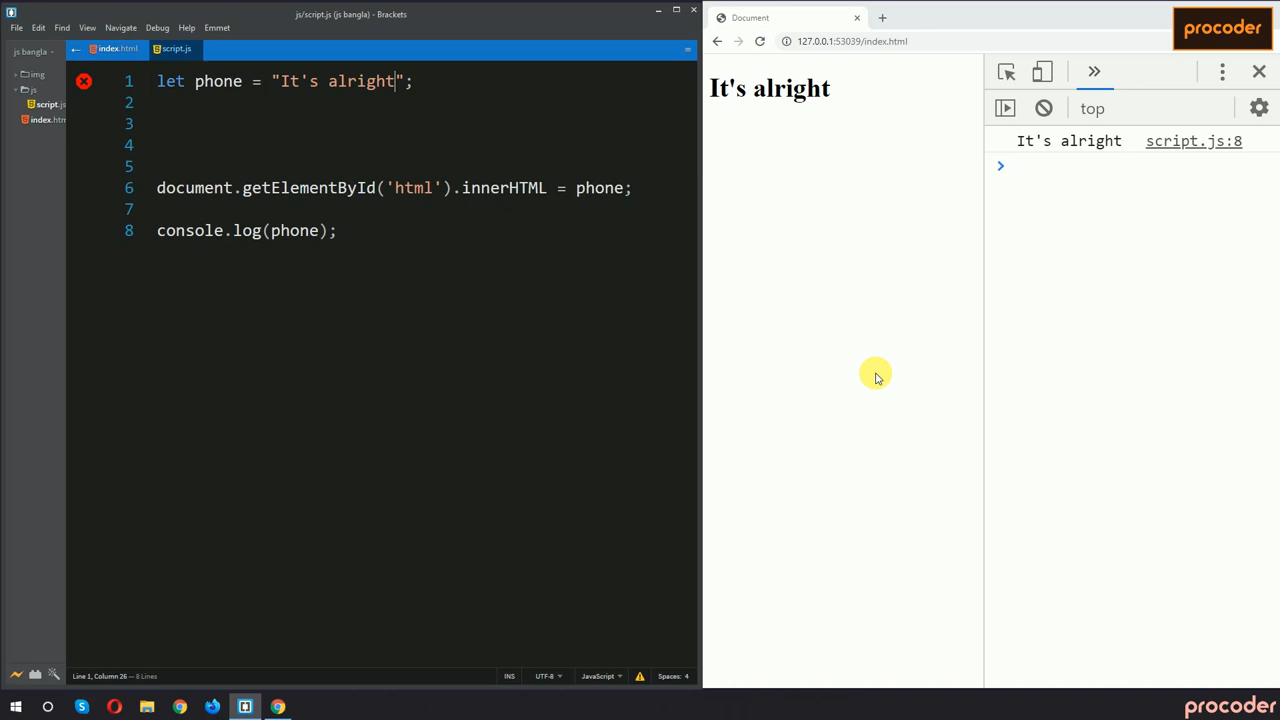 js/script.js (js bangla) - Brackets
File Edit Find View Navigate Debug Help Emmet
js bangla
index.html
script.js
img
js
script.js
index.htm
1 let phone = "It's alright";
2
3
4
5
6 document.getElementById('html').innerHTML = phone;
7
8 console.log(phone);
Line 1, Column 26 — 8 Lines
INS
UTF-8
JavaScript
Spaces: 4
Document
127.0.0.1:53039/index.html
procoder
It's alright
top
It's alright script.js:8
procoder